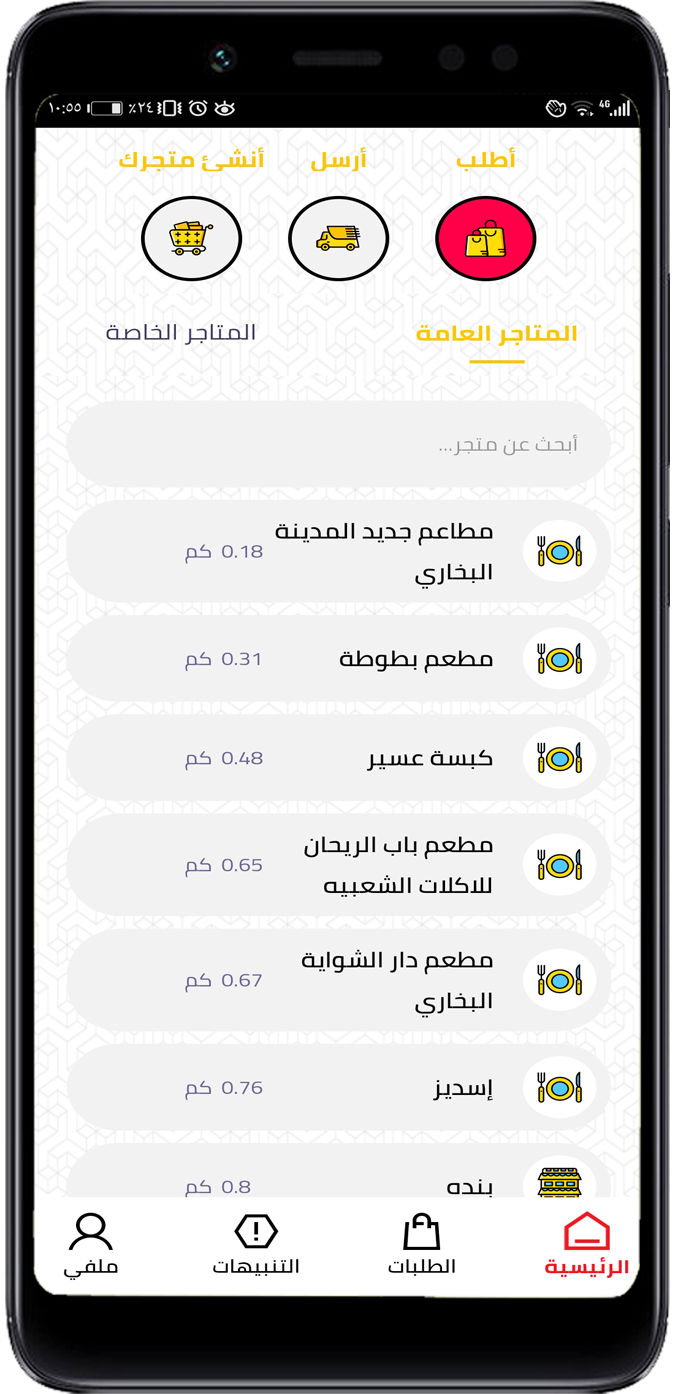 ١٠:٥٥ ٪٢٤ 4G
أطلب أرسل أنشئ متجرك
المتاجر العامة المتاجر الخاصة
أبحث عن متجر...
مطاعم جديد المدينة 0.18 كم
البخاري
مطعم بطوطة 0.31 كم
كبسة عسير 0.48 كم
مطعم باب الريحان 0.65 كم
للاكلات الشعبيه
مطعم دار الشواية 0.67 كم
البخاري
إسديز 0.76 كم
بنده 0.8 كم
الرئيسية الطلبات التنبيهات ملفي